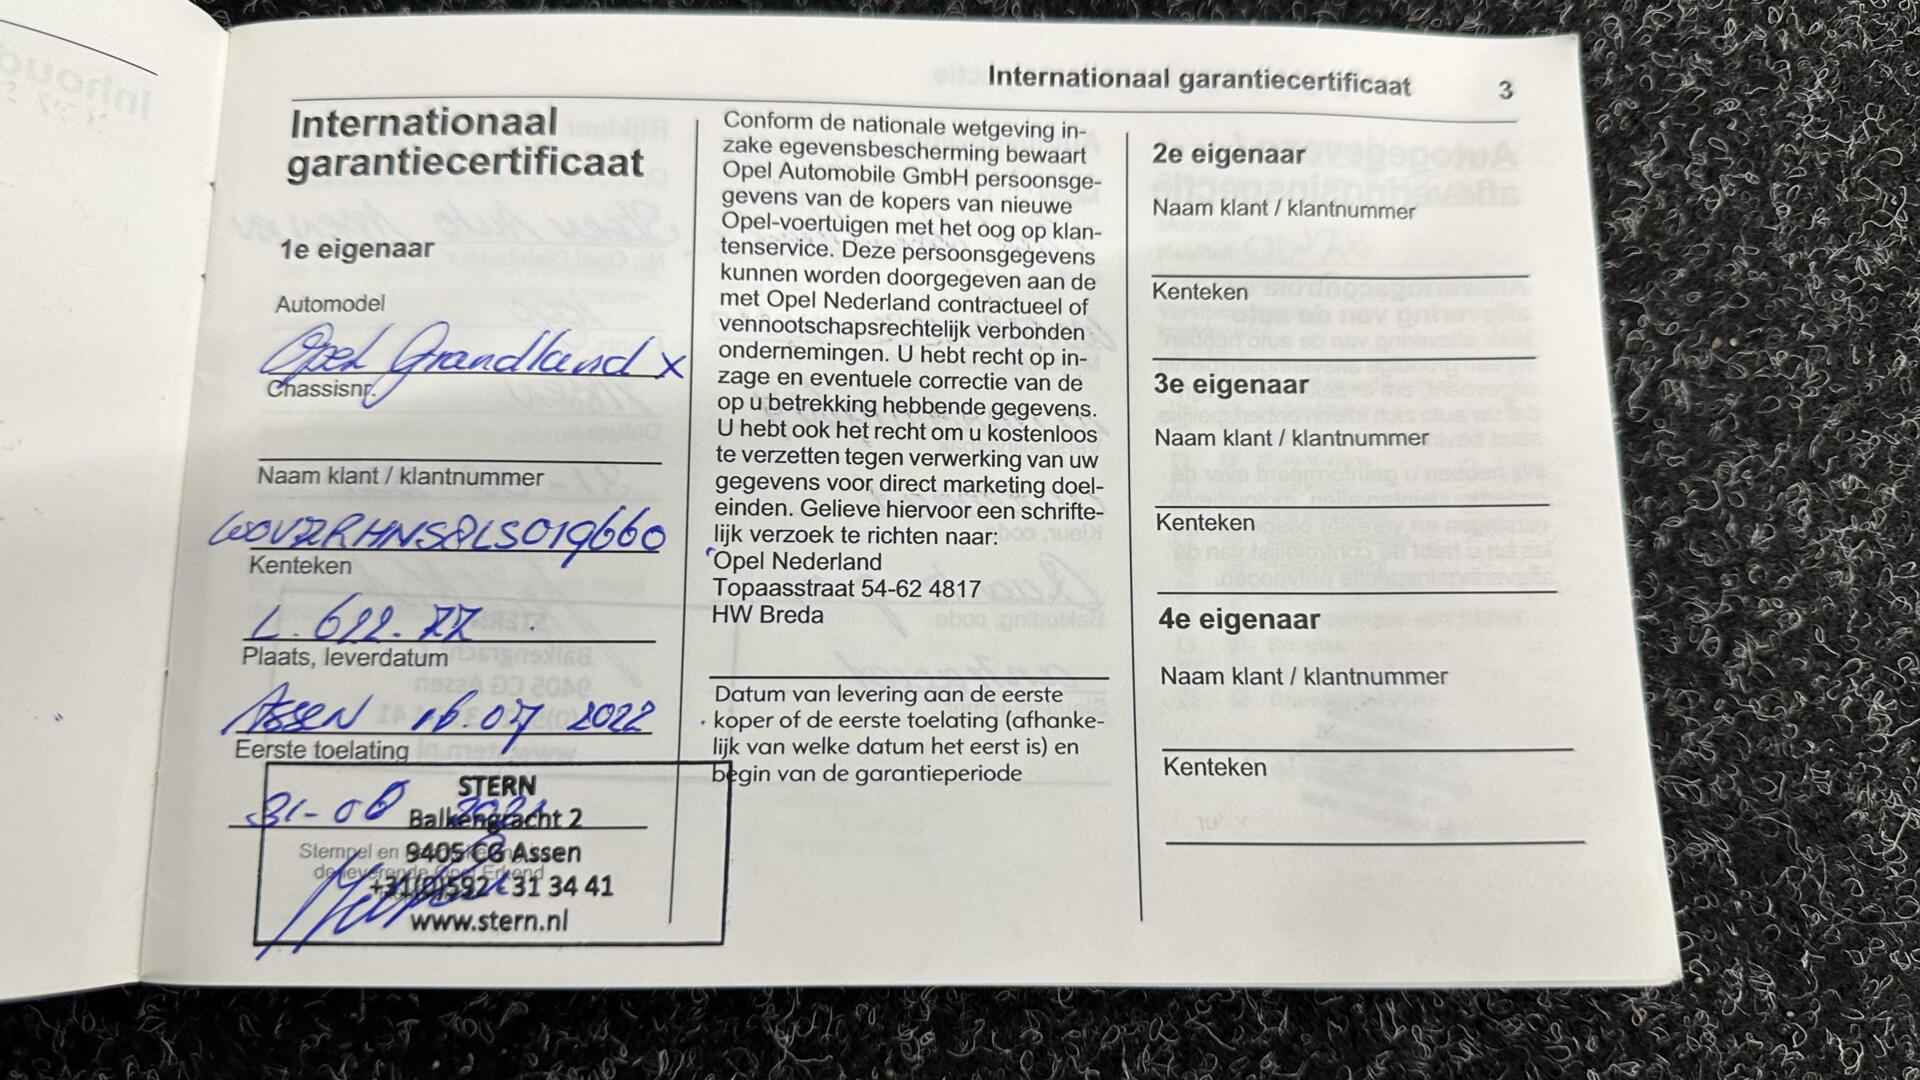 Internationaal garantiecertificaat 3
Internationaal
garantiecertificaat
1e eigenaar
Automodel
Opel Grandland X
Chassisnr.
Naam klant / klantnummer
Kenteken
L.622.ZZ
Plaats, leverdatum
Assen 16.07.2022
Eerste toelating
31-08 2021
STERN
Balkengracht 2
Stempel en
9405 CG Assen
+31(0)592 31 34 41
www.stern.nl
Conform de nationale wetgeving in-
zake egevensbescherming bewaart
Opel Automobile GmbH persoonsge-
gevens van de kopers van nieuwe
Opel-voertuigen met het oog op klan-
tenservice. Deze persoonsgegevens
kunnen worden doorgegeven aan de
met Opel Nederland contractueel of
vennootschapsrechtelijk verbonden
ondernemingen. U hebt recht op in-
zage en eventuele correctie van de
op u betrekking hebbende gegevens.
U hebt ook het recht om u kostenloos
te verzetten tegen verwerking van uw
gegevens voor direct marketing doel-
einden. Gelieve hiervoor een schrifte-
lijk verzoek te richten naar:
Opel Nederland
Topaasstraat 54-62 4817
HW Breda
Datum van levering aan de eerste
koper of de eerste toelating (afhanke-
lijk van welke datum het eerst is) en
begin van de garantieperiode
2e eigenaar
Naam klant / klantnummer
Kenteken
3e eigenaar
Naam klant / klantnummer
Kenteken
4e eigenaar
Naam klant / klantnummer
Kenteken